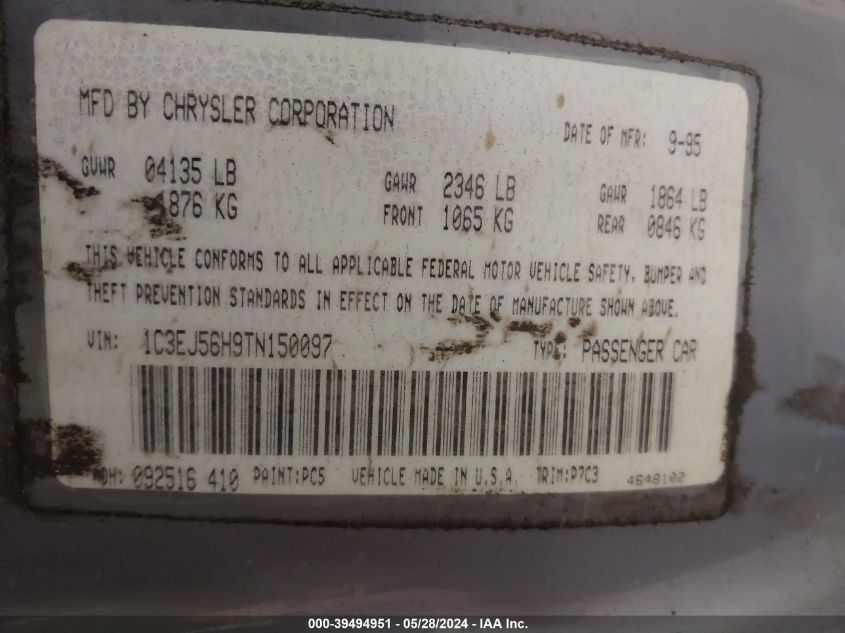 MFD BY CHRYSLER CORPORATION DATE OF MFR: 9-95
GVWR 04135 LB GAWR 2346 LB GAWR 1864 LB
1876 KG FRONT 1065 KG REAR 0846 KG
THIS VEHICLE CONFORMS TO ALL APPLICABLE FEDERAL MOTOR VEHICLE SAFETY, BUMPER AND
THEFT PREVENTION STANDARDS IN EFFECT ON THE DATE OF MANUFACTURE SHOWN ABOVE.
VIN: 1C3EJ56H9TN150097 TYPE: PASSENGER CAR
MDH: 092516 410 PAINT:PC5 VEHICLE MADE IN U.S.A. TRIM:P7C3 4648102
000-39494951 - 05/28/2024 - IAA Inc.